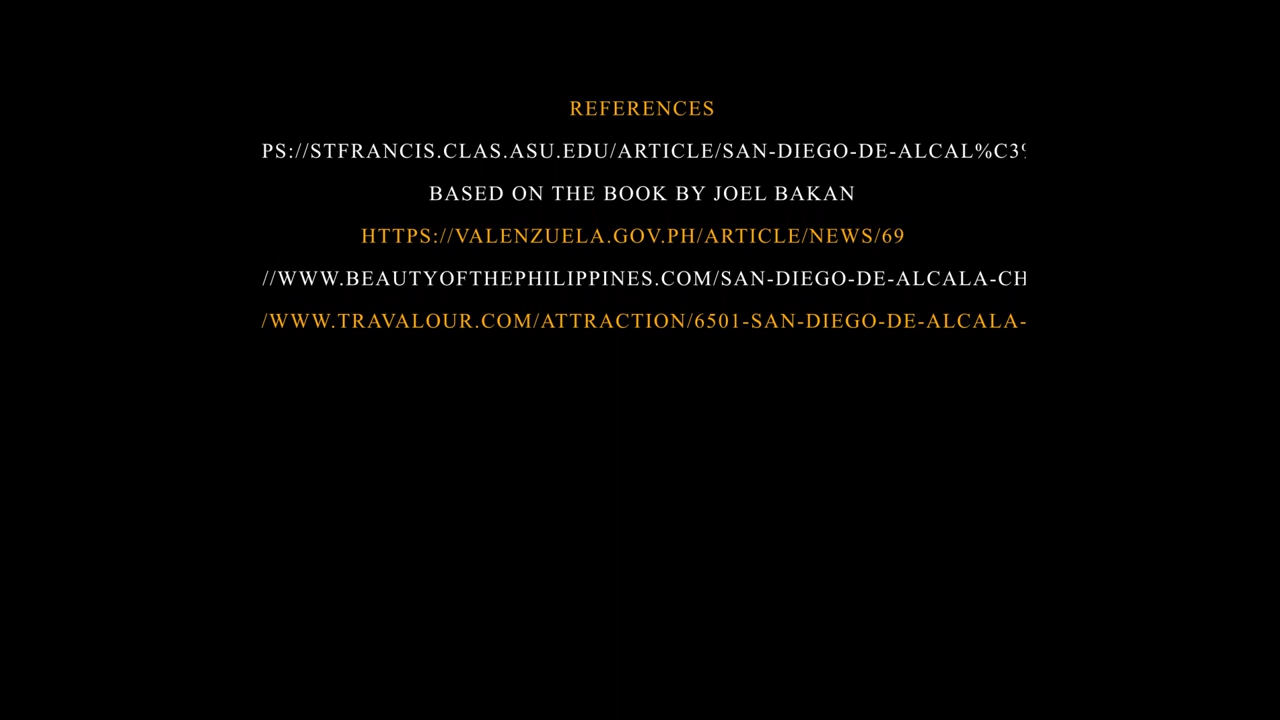 REFERENCES
PS://STFRANCIS.CLAS.ASU.EDU/ARTICLE/SAN-DIEGO-DE-ALCAL%C3
BASED ON THE BOOK BY JOEL BAKAN
HTTPS://VALENZUELA.GOV.PH/ARTICLE/NEWS/69
//WWW.BEAUTYOFTHEPHILIPPINES.COM/SAN-DIEGO-DE-ALCALA-CH
/WWW.TRAVALOUR.COM/ATTRACTION/6501-SAN-DIEGO-DE-ALCALA-